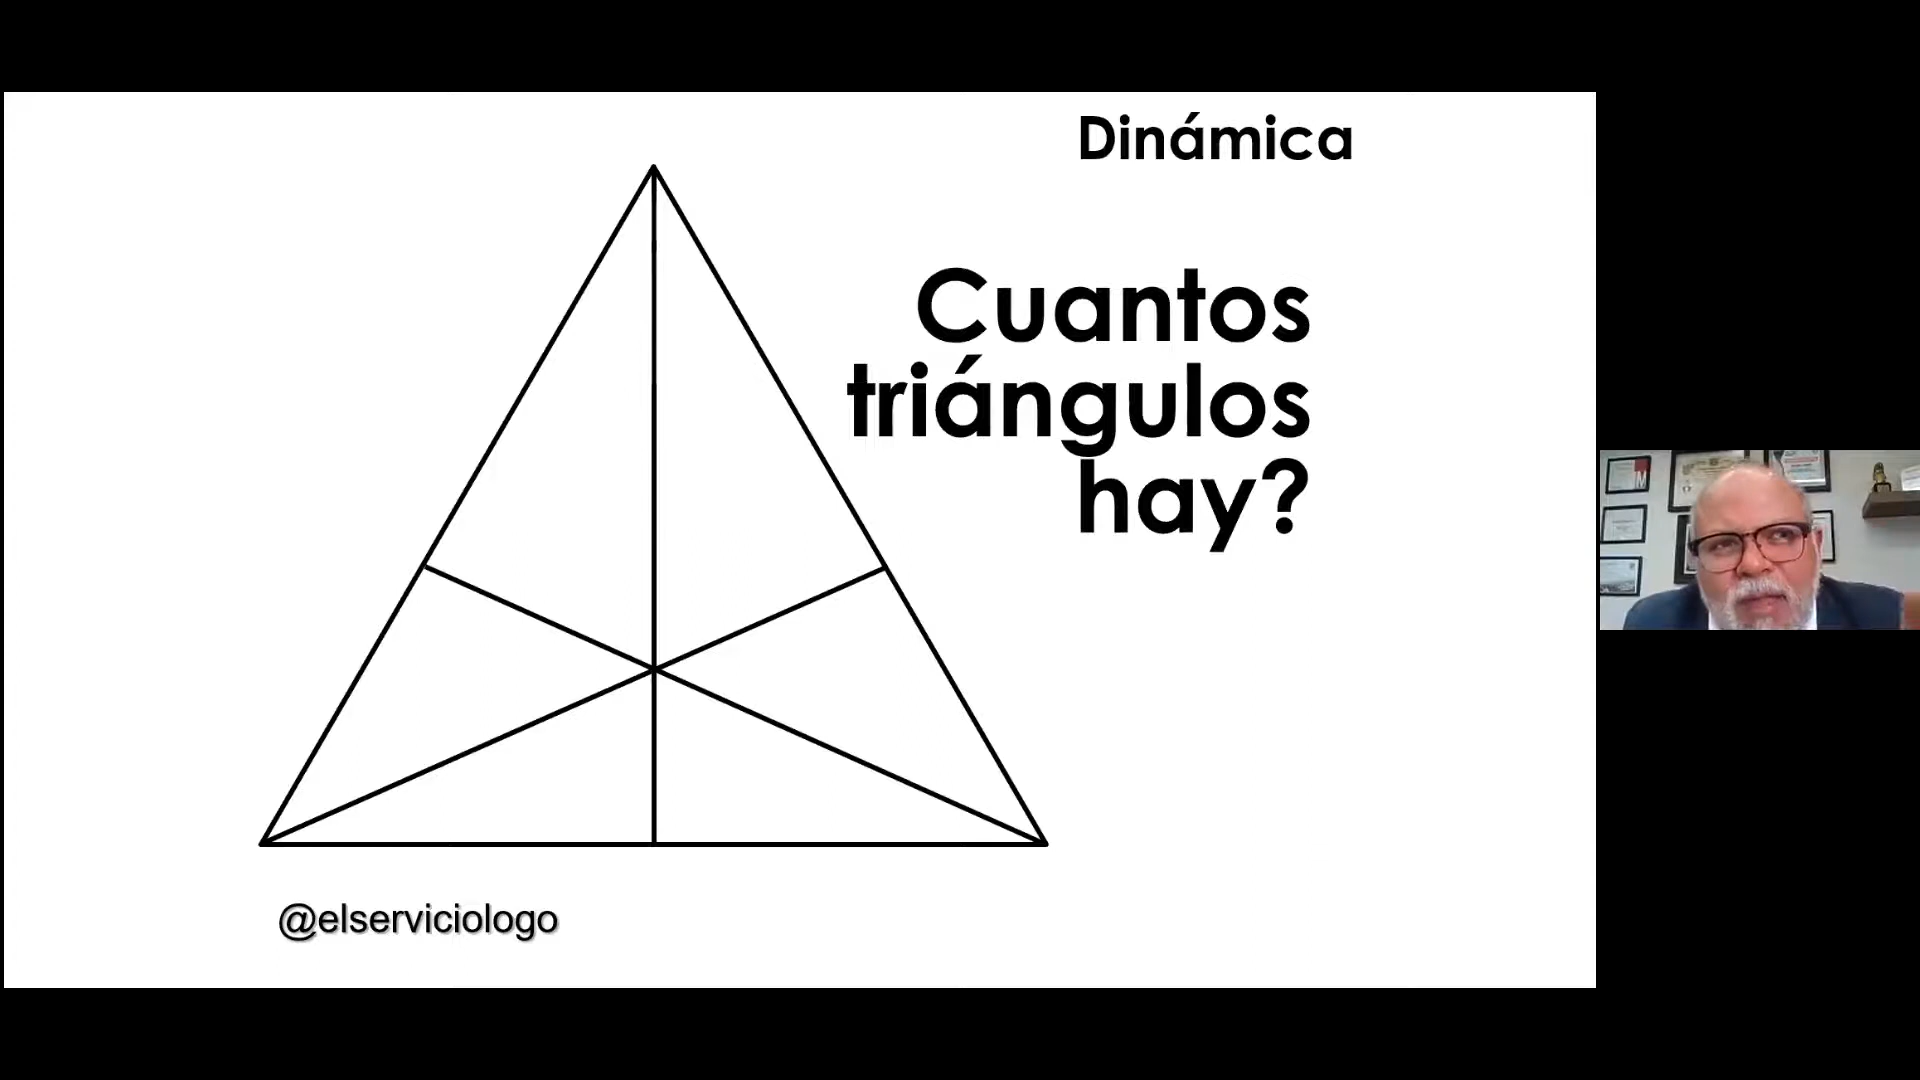 Dinámica
Cuantos
triángulos
hay?
@elserviciologo